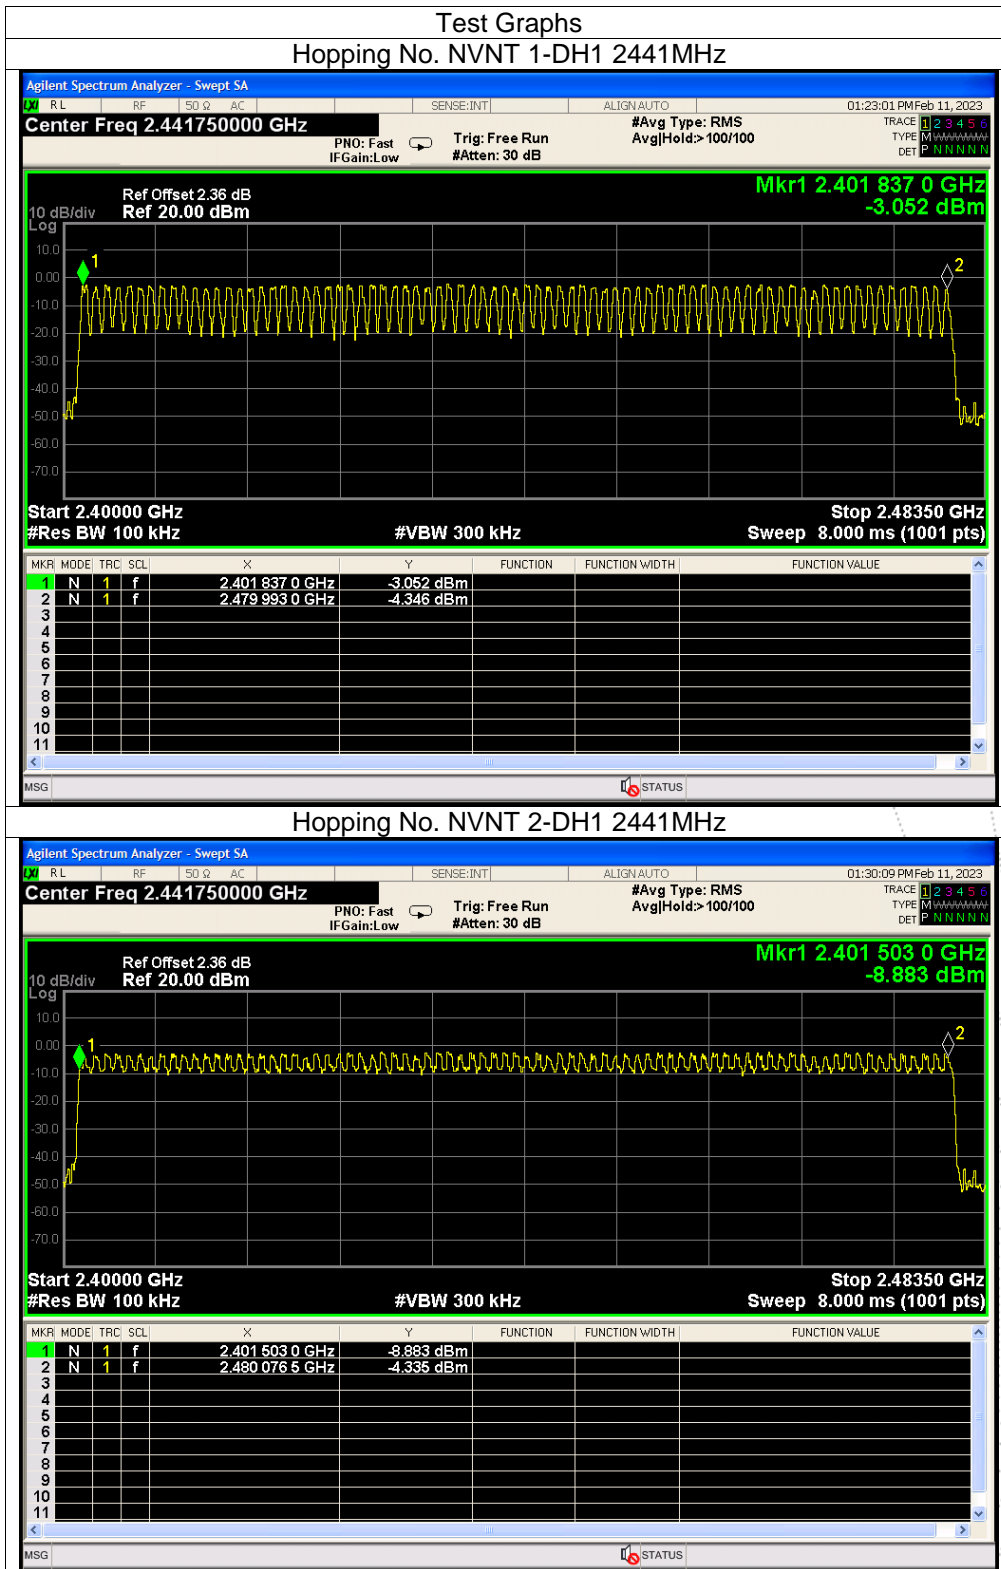 Test Graphs
Hopping No. NVNT 1-DH1 2441MHz
Agilent Spectrum Analyzer - Swept SA
LXI RL RF 50 Ω AC SENSE:INT ALIGN AUTO 01:23:01 PM Feb 11, 2023
Center Freq 2.441750000 GHz #Avg Type: RMS TRACE 1 2 3 4 5 6
PNO: Fast Trig: Free Run Avg|Hold:> 100/100 TYPE M
IFGain:Low #Atten: 30 dB DET P N N N N N
Mkr1 2.401 837 0 GHz
Ref Offset 2.36 dB
10 dB/div Ref 20.00 dBm -3.052 dBm
Log
10.0
1 2
0.00
-10.0
-20.0
-30.0
-40.0
-50.0
-60.0
-70.0
Start 2.40000 GHz Stop 2.48350 GHz
#Res BW 100 kHz #VBW 300 kHz Sweep 8.000 ms (1001 pts)
MKR MODE TRC SCL X Y FUNCTION FUNCTION WIDTH FUNCTION VALUE
1 N 1 f 2.401 837 0 GHz -3.052 dBm
2 N 1 f 2.479 993 0 GHz -4.346 dBm
3
4
5
6
7
8
9
10
11
MSG STATUS
Hopping No. NVNT 2-DH1 2441MHz
Agilent Spectrum Analyzer - Swept SA
LXI RL RF 50 Ω AC SENSE:INT ALIGN AUTO 01:30:09 PM Feb 11, 2023
Center Freq 2.441750000 GHz #Avg Type: RMS TRACE 1 2 3 4 5 6
PNO: Fast Trig: Free Run Avg|Hold:> 100/100 TYPE M
IFGain:Low #Atten: 30 dB DET P N N N N N
Mkr1 2.401 503 0 GHz
Ref Offset 2.36 dB
10 dB/div Ref 20.00 dBm -8.883 dBm
Log
10.0
0.00
1 2
-10.0
-20.0
-30.0
-40.0
-50.0
-60.0
-70.0
Start 2.40000 GHz Stop 2.48350 GHz
#Res BW 100 kHz #VBW 300 kHz Sweep 8.000 ms (1001 pts)
MKR MODE TRC SCL X Y FUNCTION FUNCTION WIDTH FUNCTION VALUE
1 N 1 f 2.401 503 0 GHz -8.883 dBm
2 N 1 f 2.480 076 5 GHz -4.335 dBm
3
4
5
6
7
8
9
10
11
MSG STATUS